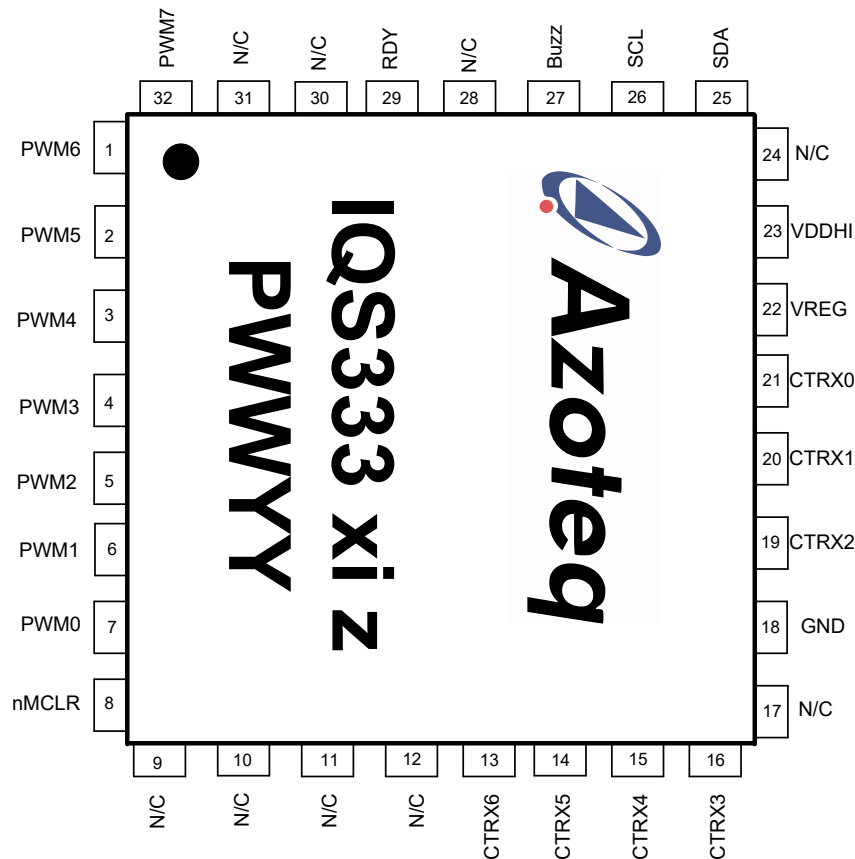 PWM7
N/C
N/C
RDY
N/C
Buzz
SCL
SDA
32
31
30
29
28
27
26
25
PWM6 1
PWM5 2
PWM4 3
PWM3 4
PWM2 5
PWM1 6
PWM0 7
nMCLR 8
Azoteq
IQS333 xi z
PWWYY
24 N/C
23 VDDHI
22 VREG
21 CTRX0
20 CTRX1
19 CTRX2
18 GND
17 N/C
9
10
11
12
13
14
15
16
N/C
N/C
N/C
N/C
CTRX6
CTRX5
CTRX4
CTRX3